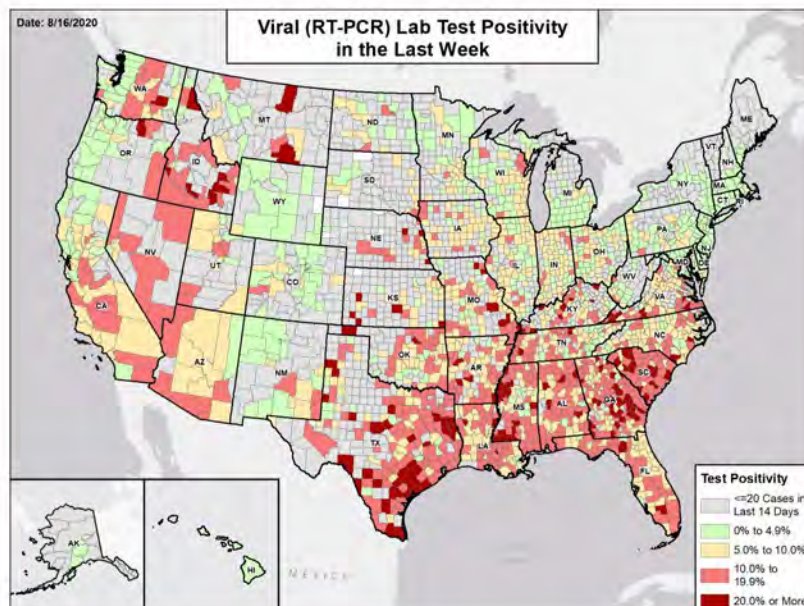 Date: 8/16/2020
Viral (RT-PCR) Lab Test Positivity
in the Last Week
WA
MT
ND
MN
ME
OR
ID
SD
WI
MI
VT
NH
NY
MA
CT
RI
WY
NE
IA
PA
NJ
NV
UT
CO
IL
IN
OH
MD
DE
WV
VA
CA
KS
MO
KY
AZ
NM
OK
AR
TN
NC
SC
MS
AL
GA
TX
LA
FL
AK
HI
MEXICO
Test Positivity
<=20 Cases in
Last 14 Days
0% to 4.9%
5.0% to 10.0%
10.0% to
19.9%
20.0% or More